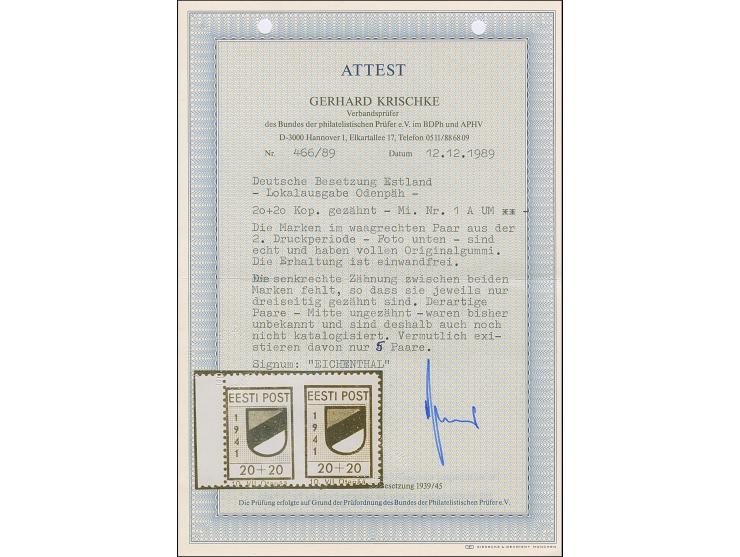 ATTEST
GERHARD KRISCHKE
Verbandsprüfer
des Bundes der philatelistischen Prüfer e.V. im BDPh und APHV
D-3000 Hannover 1, Elkartallee 17, Telefon 0511/886809
Nr. 466/89 Datum 12.12.1989
Deutsche Besetzung Estland
- Lokalausgabe Odenpäh -
20+20 Kop. gezähnt - Mi. Nr. 1 A UM ** -
Die Marken im waagrechten Paar aus der
2. Druckperiode - Foto unten - sind
echt und haben vollen Originalgummi.
Die Erhaltung ist einwandfrei.
Die senkrechte Zähnung zwischen beiden
Marken fehlt, so dass sie jeweils nur
dreiseitig gezähnt sind. Derartige
Paare - Mitte ungezähnt - waren bisher
unbekannt und sind deshalb auch noch
nicht katalogisiert. Vermutlich exi-
stieren davon nur 5 Paare.
Signum: "EICHENTHAL"
EESTI POST EESTI POST
1941 1941
20+20 20+20
Besetzung 1939/45
Die Prüfung erfolgte auf Grund der Prüfordnung des Bundes der Philatelistischen Prüfer e.V.
GIESECKE & DEVRIENT MÜNCHEN